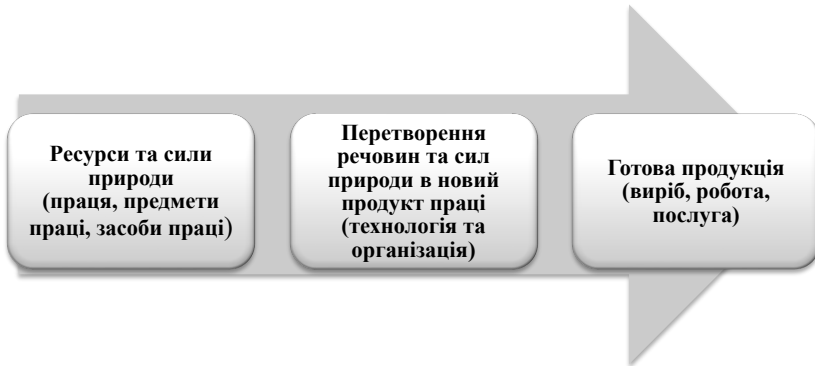 Ресурси та сили
природи
(праця, предмети
праці, засоби праці)
Перетворення
речовин та сил
природи в новий
продукт праці
(технологія та
організація)
Готова продукція
(виріб, робота,
послуга)